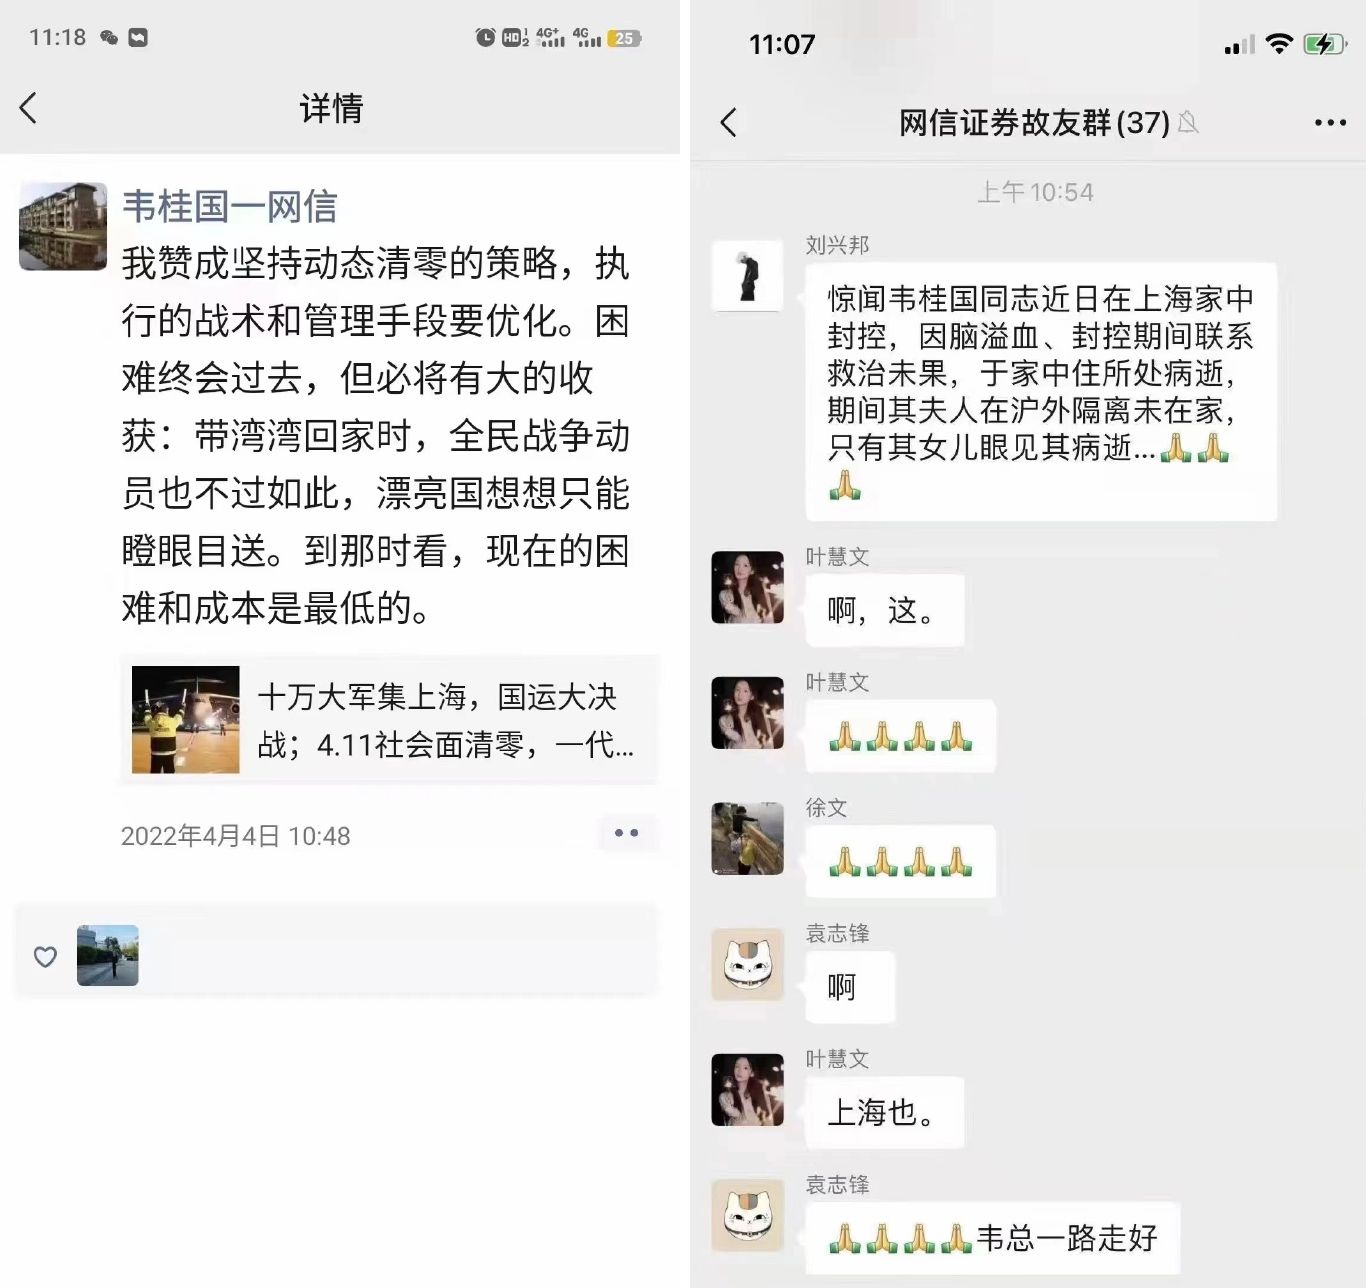 11:18
HD 1 2 4G+ 4G 25
详情
韦桂国一网信
我赞成坚持动态清零的策略，执
行的战术和管理手段要优化。困
难终会过去，但必将有大的收
获：带湾湾回家时，全民战争动
员也不过如此，漂亮国想想只能
瞪眼目送。到那时看，现在的困
难和成本是最低的。
十万大军集上海，国运大决
战；4.11社会面清零，一代...
2022年4月4日 10:48
11:07
网信证券故友群(37)
上午10:54
刘兴邦
惊闻韦桂国同志近日在上海家中
封控，因脑溢血、封控期间联系
救治未果，于家中住所处病逝，
期间其夫人在沪外隔离未在家，
只有其女儿眼见其病逝...🙏🙏
🙏
叶慧文
啊，这。
叶慧文
🙏🙏🙏🙏
徐文
🙏🙏🙏🙏
袁志锋
啊
叶慧文
上海也。
袁志锋
🙏🙏🙏🙏韦总一路走好